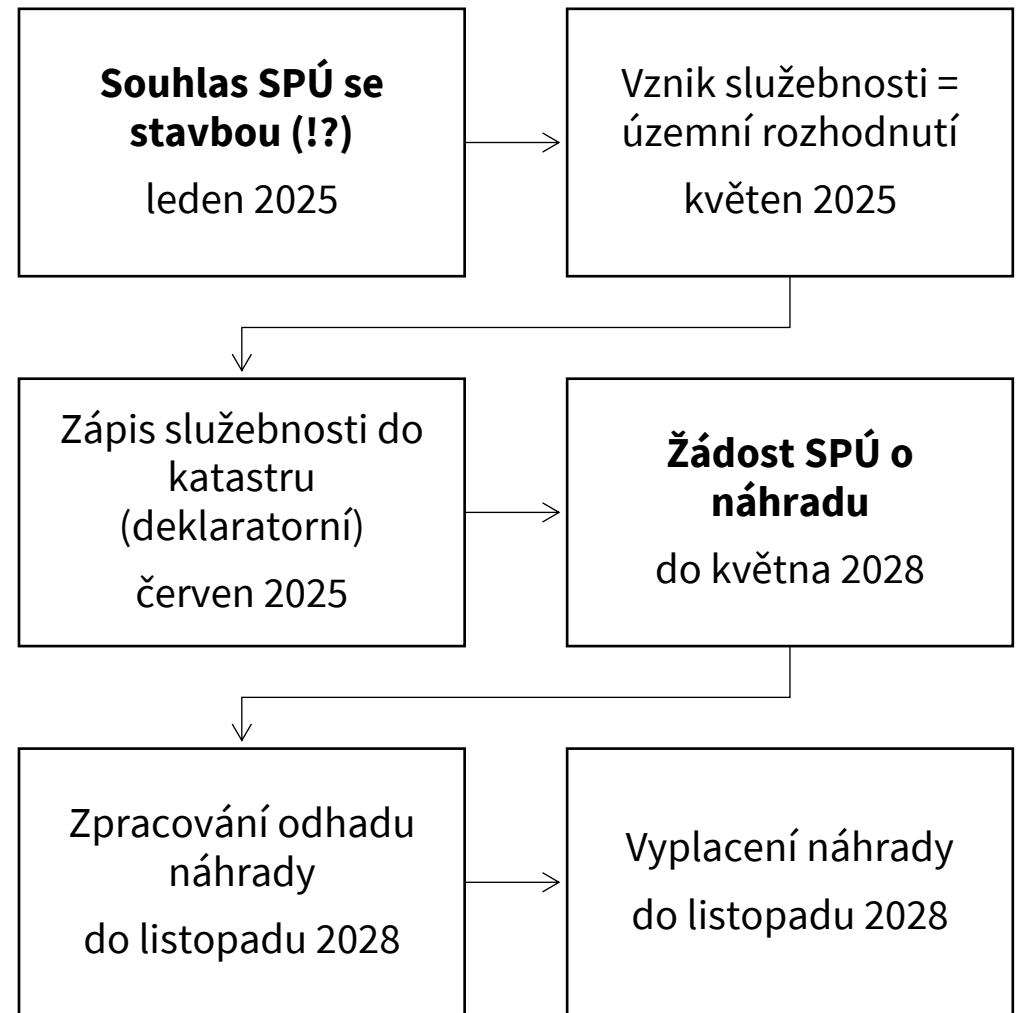 Souhlas SPÚ se
stavbou (!?)
leden 2025
Vznik služebnosti =
územní rozhodnutí
květen 2025
Zápis služebnosti do
katastru
(deklaratorní)
červen 2025
Žádost SPÚ o
náhradu
do května 2028
Zpracování odhadu
náhrady
do listopadu 2028
Vyplacení náhrady
do listopadu 2028